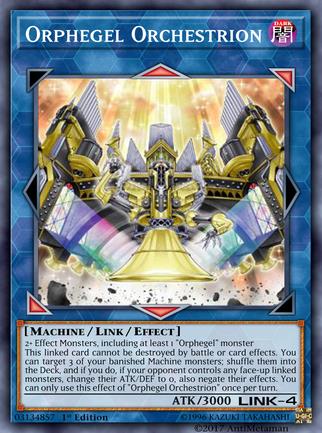 Orphegel Orchestrion
DARK
闇
[Machine / Link / Effect]
2+ Effect Monsters, including at least 1 "Orphegel" monster
This linked card cannot be destroyed by battle or card effects. You
can target 3 of your banished Machine monsters; shuffle them into
the Deck, and if you do, if your opponent controls any face-up linked
monsters, change their ATK/DEF to 0, also negate their effects. You
can only use this effect of "Orphegel Orchestrion" once per turn.
ATK/3000 LINK-4
03134857 1st Edition ©1996 KAZUKI TAKAHASHI
©2017 AntiMetaman